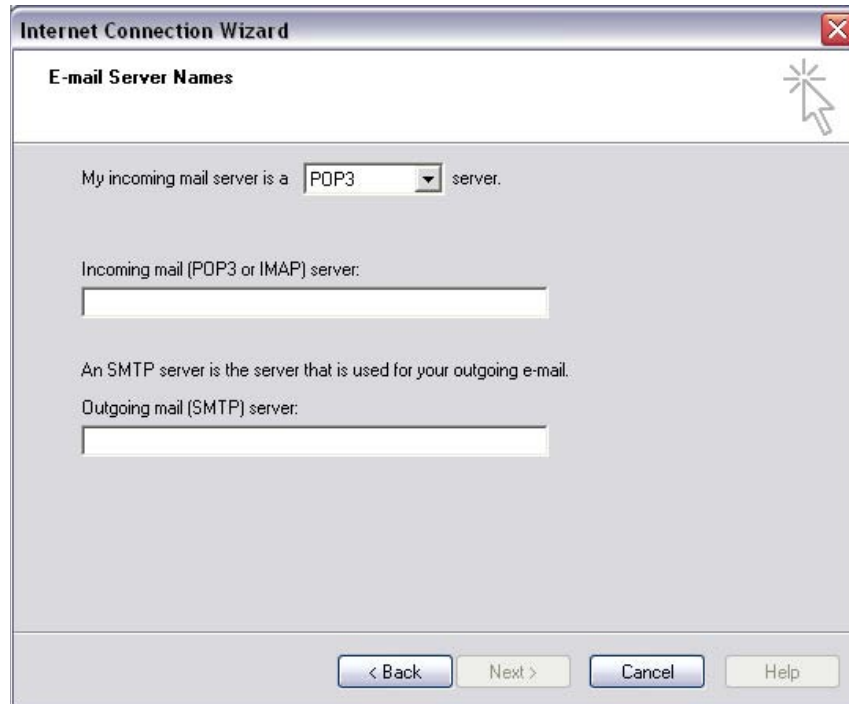 Internet Connection Wizard
E-mail Server Names
My incoming mail server is a POP3 server.
Incoming mail (POP3 or IMAP) server:
An SMTP server is the server that is used for your outgoing e-mail.
Outgoing mail (SMTP) server:
< Back Next > Cancel Help